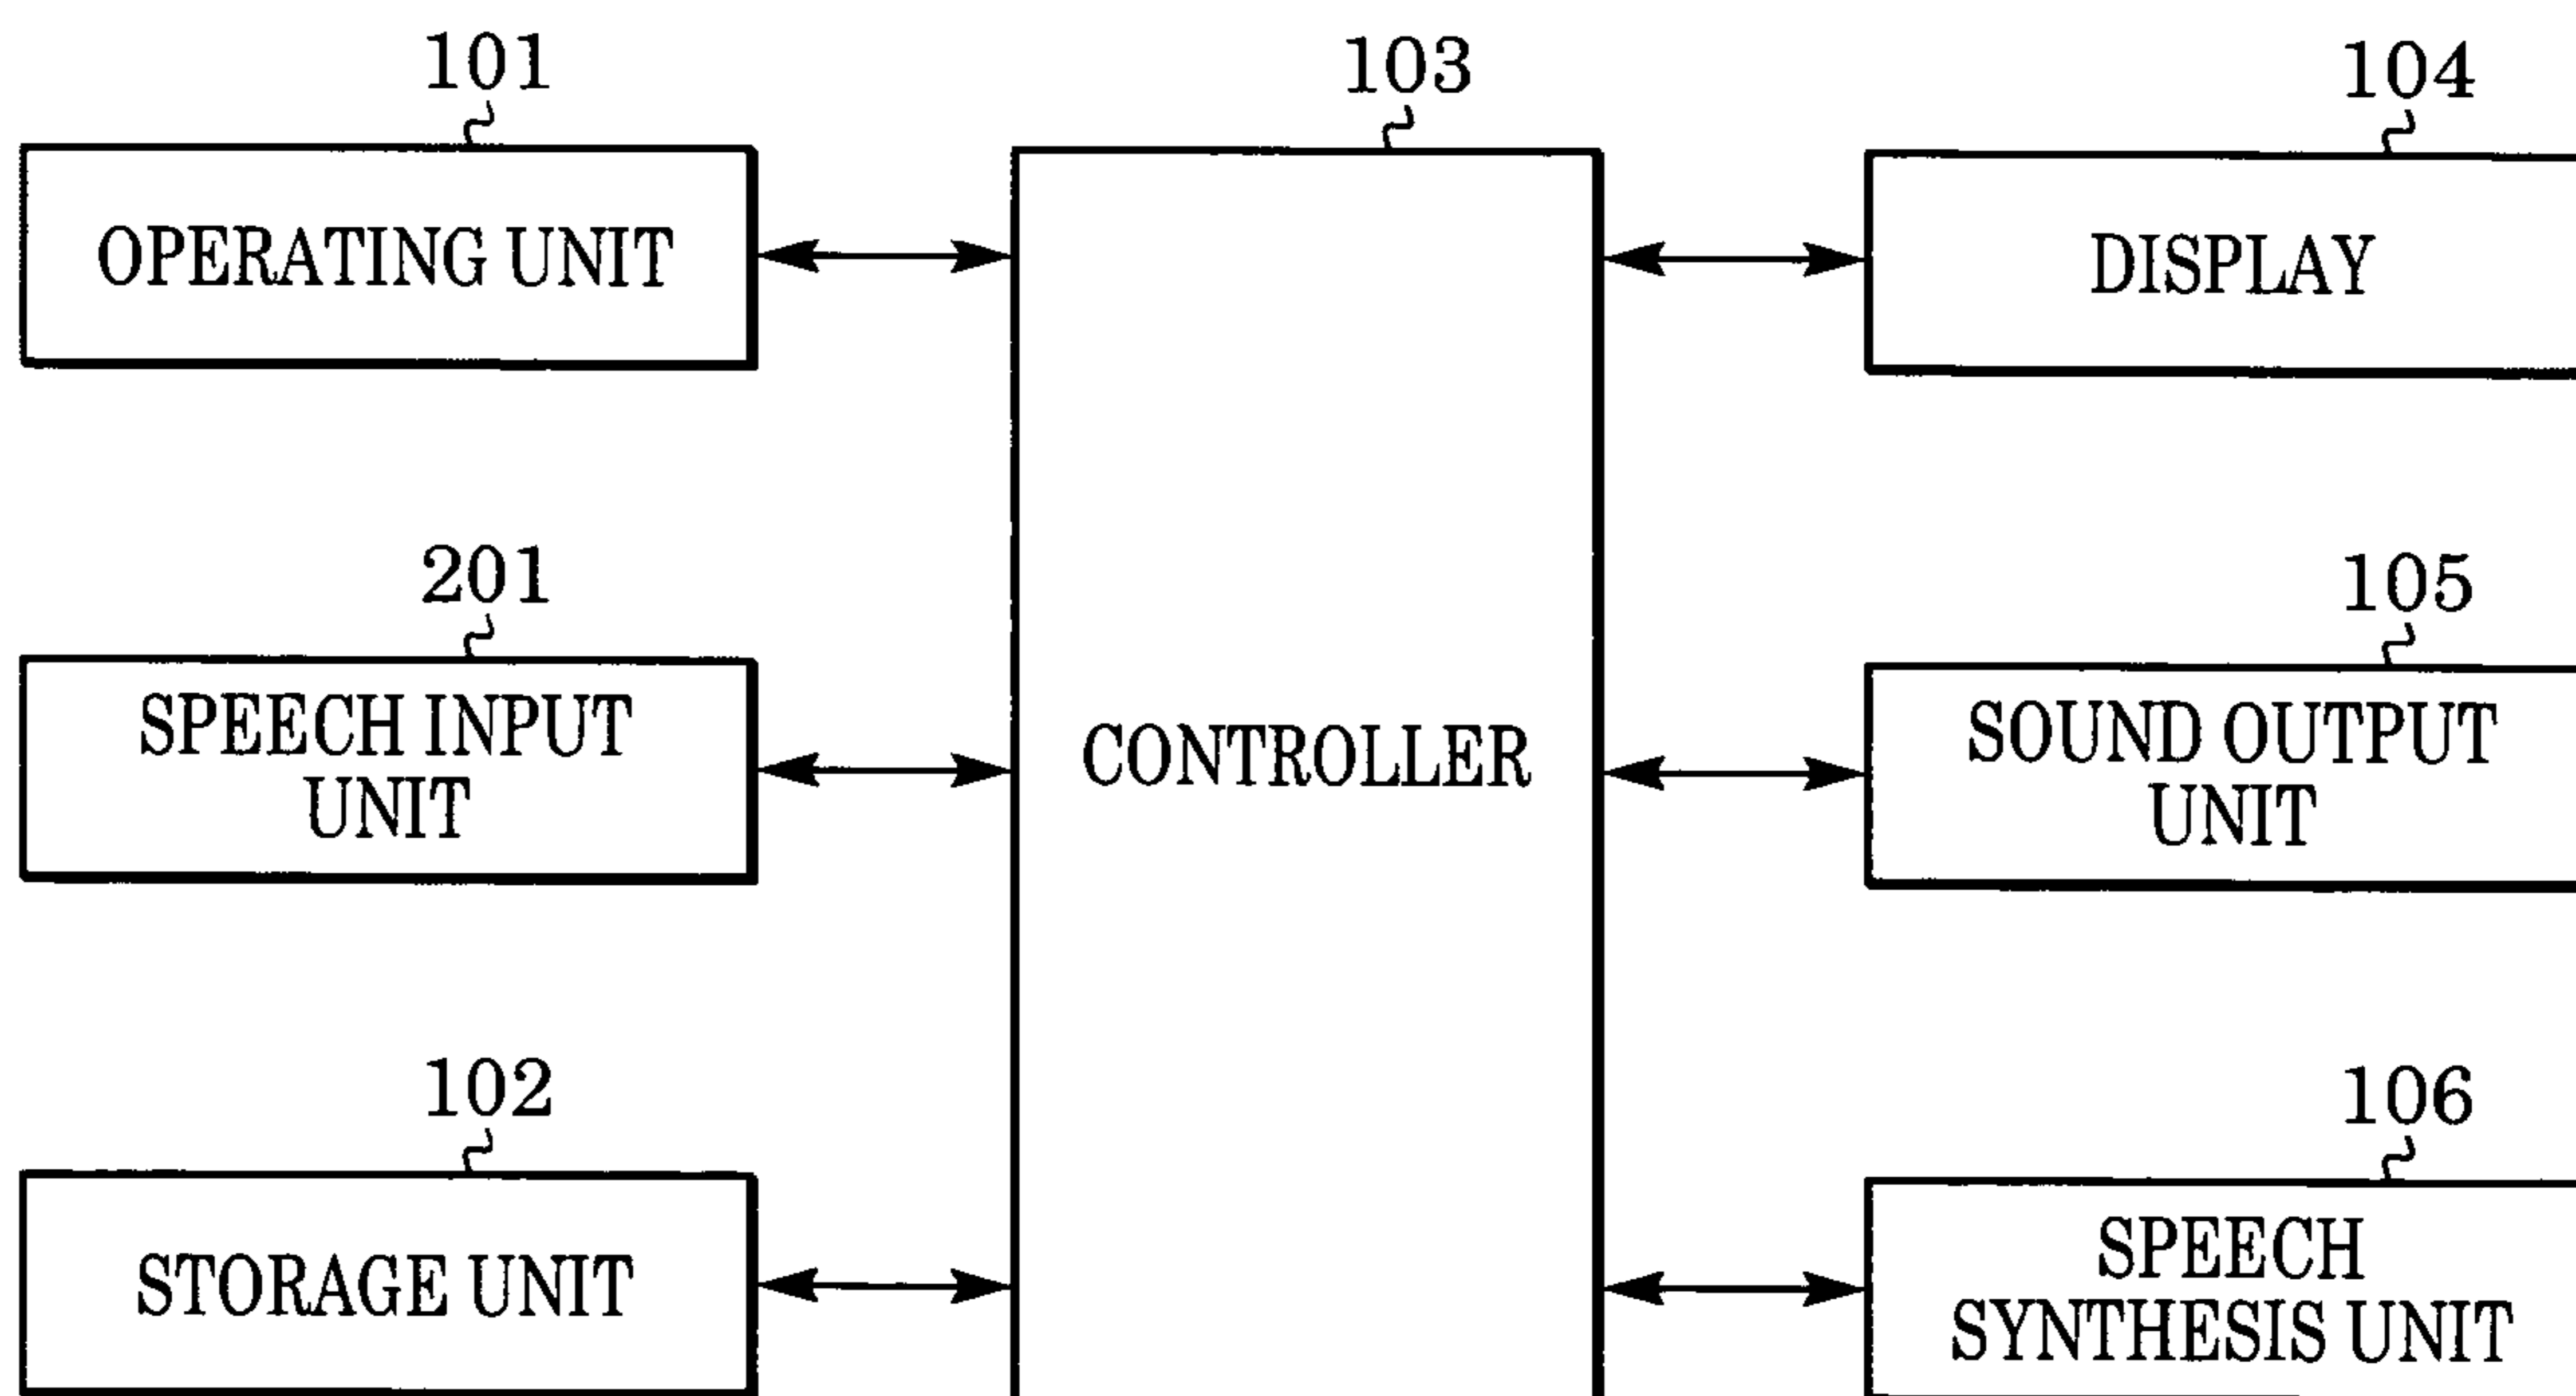 101
OPERATING UNIT
201
SPEECH INPUT
UNIT
102
STORAGE UNIT
103
CONTROLLER
104
DISPLAY
105
SOUND OUTPUT
UNIT
106
SPEECH
SYNTHESIS UNIT